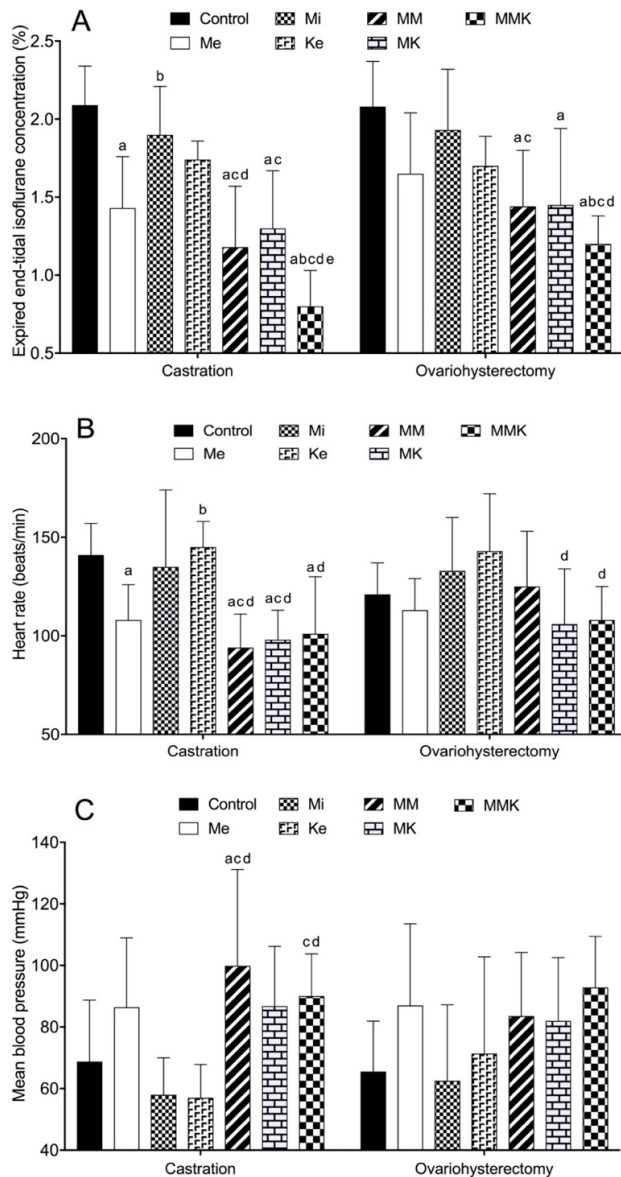 A
Control Mi MM MMK
Me Ke MK
Expired end-tidal isoflurane concentration (%)
2.5
2.0
1.5
1.0
0.5
a b acd ac abcde
ac a abcd
Castration Ovariohysterectomy
B
Control Mi MM MMK
Me Ke MK
Heart rate (beats/min)
200
150
100
50
a b acd acd ad
d d
Castration Ovariohysterectomy
C
Control Mi MM MMK
Me Ke MK
Mean blood pressure (mmHg)
140
120
100
80
60
40
acd cd
Castration Ovariohysterectomy